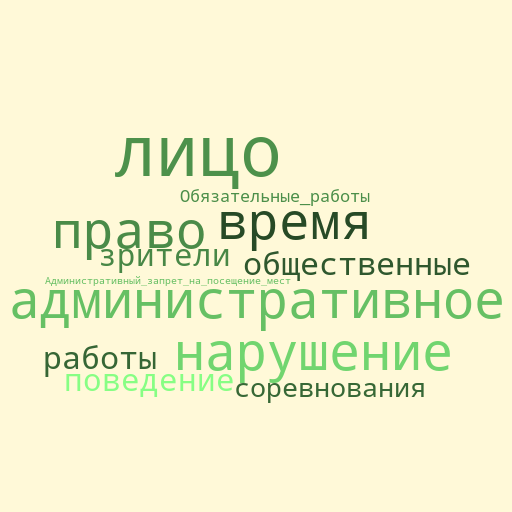 лицо
Обязательные_работы
право время
зрители
общественные
Административный_запрет_на_посещение_мест
административное
работы нарушение
поведение
соревнования